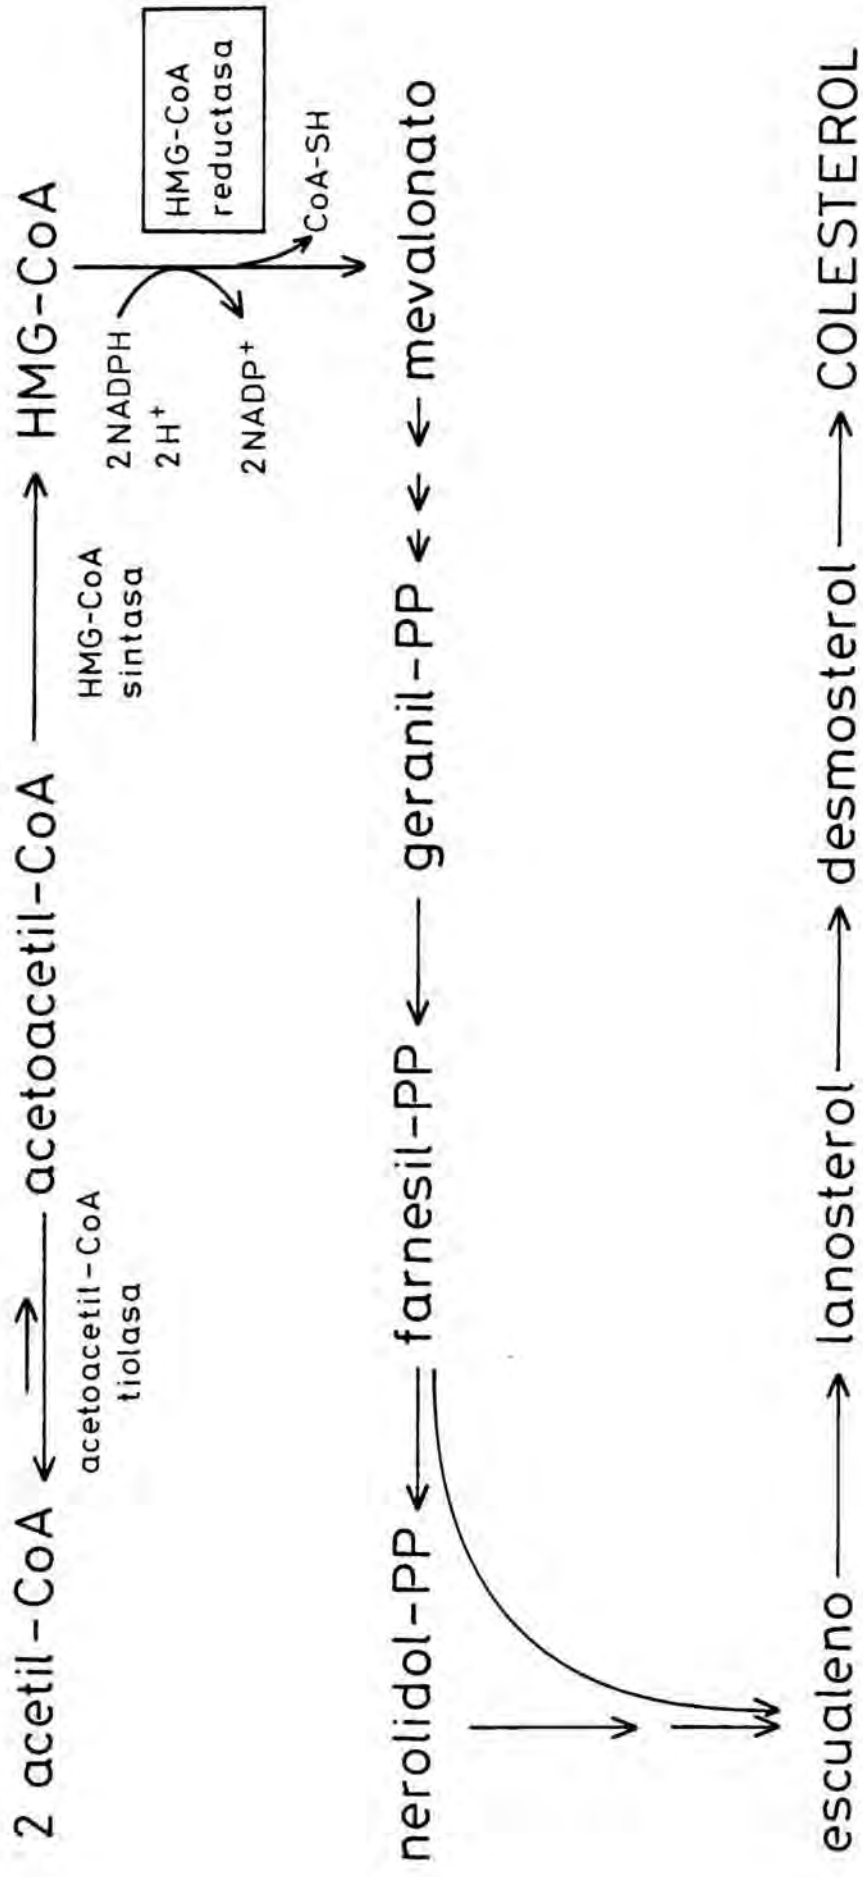 2 acetil-CoA
acetoacetil-CoA
tiolasa
acetoacetil-CoA
HMG-CoA
sintasa
HMG-CoA
2NADPH
2H⁺
2NADP⁺
HMG-CoA
reductasa
CoA-SH
mevalonato
geranil-PP
farnesil-PP
nerolidol-PP
escualeno
lanosterol
desmosterol
COLESTEROL